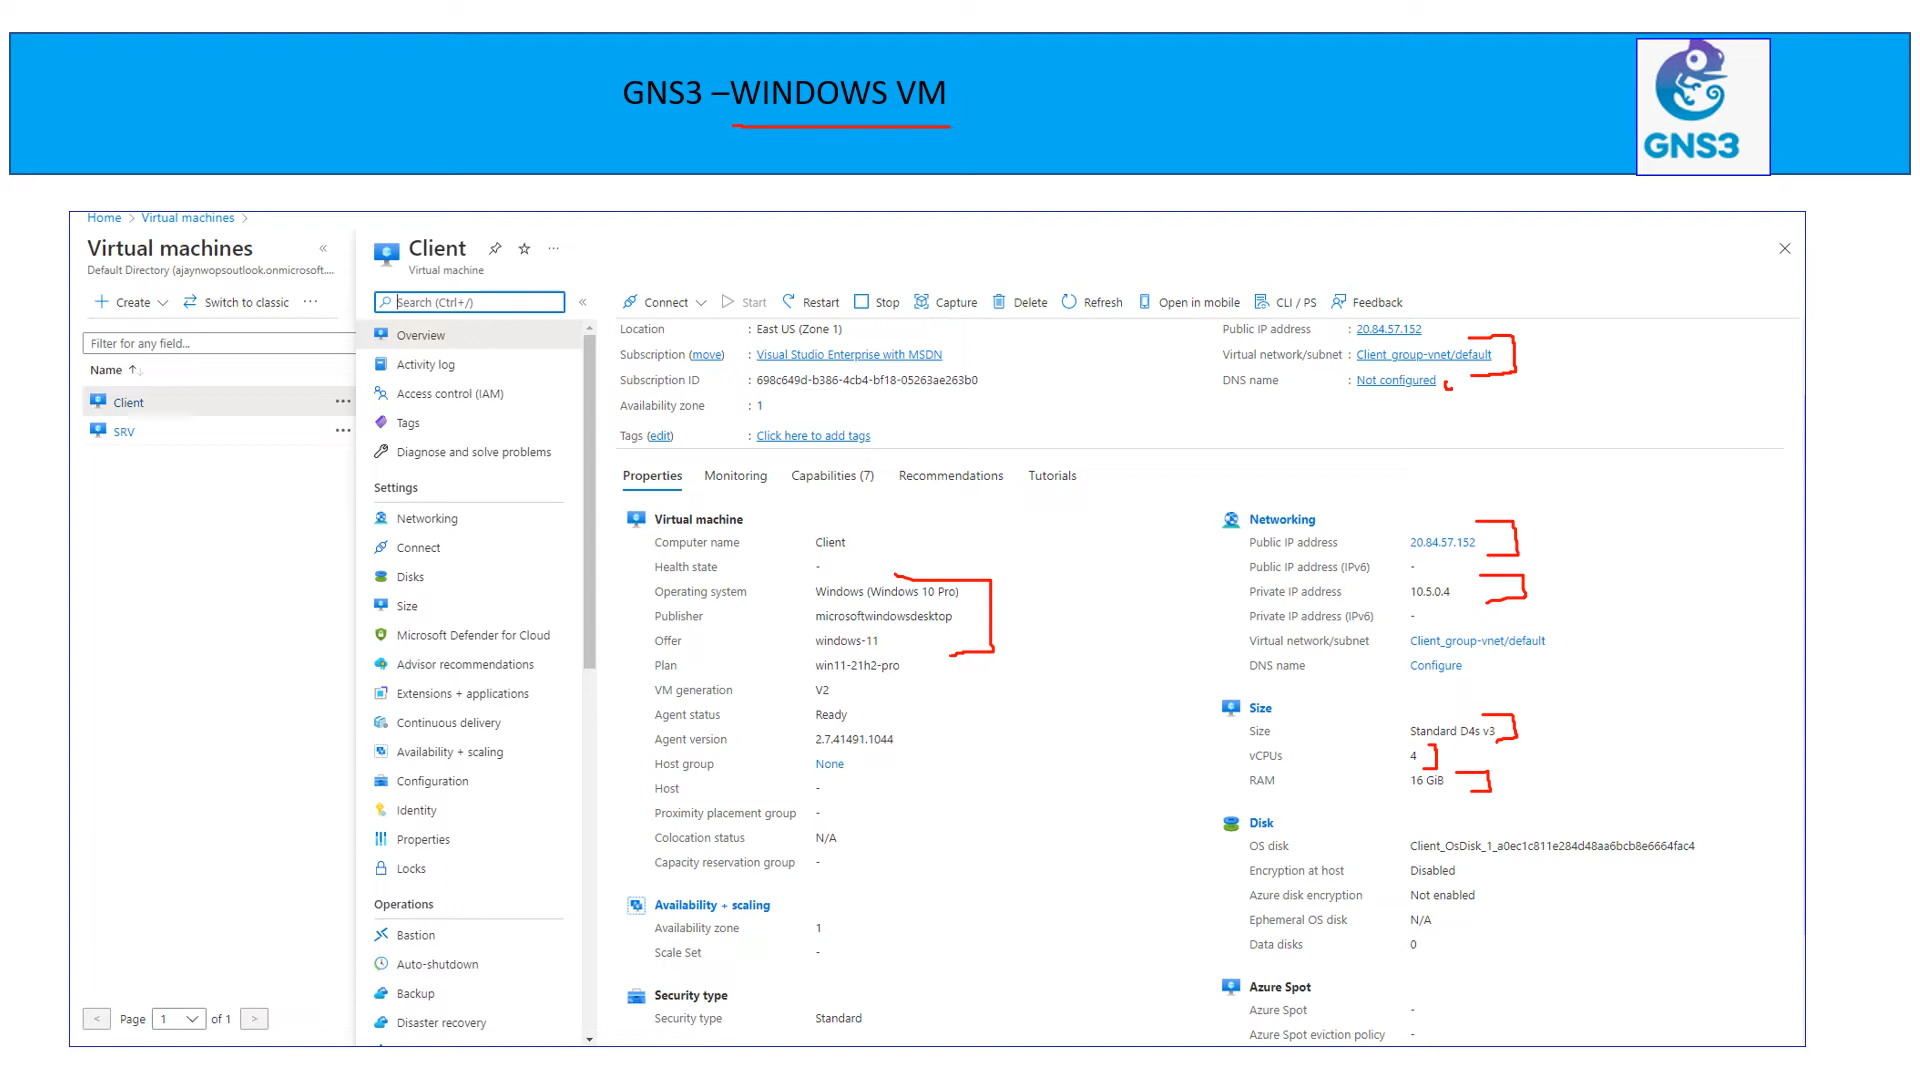 GNS3 –WINDOWS VM
GNS3
Home > Virtual machines >
Virtual machines «
Default Directory (ajaynwopsoutlook.onmicrosoft....
Create Switch to classic ...
Filter for any field...
Name ↑↓
Client ...
SRV ...
< Page 1 of 1 >
Client ...
Virtual machine
Search (Ctrl+/) «
Overview
Activity log
Access control (IAM)
Tags
Diagnose and solve problems
Settings
Networking
Connect
Disks
Size
Microsoft Defender for Cloud
Advisor recommendations
Extensions + applications
Continuous delivery
Availability + scaling
Configuration
Identity
Properties
Locks
Operations
Bastion
Auto-shutdown
Backup
Disaster recovery
Connect Start Restart Stop Capture Delete Refresh Open in mobile CLI / PS Feedback
Location : East US (Zone 1)
Subscription (move) : Visual Studio Enterprise with MSDN
Subscription ID : 698c649d-b386-4cb4-bf18-05263ae263b0
Availability zone : 1
Tags (edit) : Click here to add tags
Public IP address : 20.84.57.152
Virtual network/subnet : Client_group-vnet/default
DNS name : Not configured
Properties Monitoring Capabilities (7) Recommendations Tutorials
Virtual machine
Computer name Client
Health state -
Operating system Windows (Windows 10 Pro)
Publisher microsoftwindowsdesktop
Offer windows-11
Plan win11-21h2-pro
VM generation V2
Agent status Ready
Agent version 2.7.41491.1044
Host group None
Host -
Proximity placement group -
Colocation status N/A
Capacity reservation group -
Availability + scaling
Availability zone 1
Scale Set -
Security type
Security type Standard
Networking
Public IP address 20.84.57.152
Public IP address (IPv6) -
Private IP address 10.5.0.4
Private IP address (IPv6) -
Virtual network/subnet Client_group-vnet/default
DNS name Configure
Size
Size Standard D4s v3
vCPUs 4
RAM 16 GiB
Disk
OS disk Client_OsDisk_1_a0ec1c811e284d48aa6bcb8e6664fac4
Encryption at host Disabled
Azure disk encryption Not enabled
Ephemeral OS disk N/A
Data disks 0
Azure Spot
Azure Spot -
Azure Spot eviction policy -